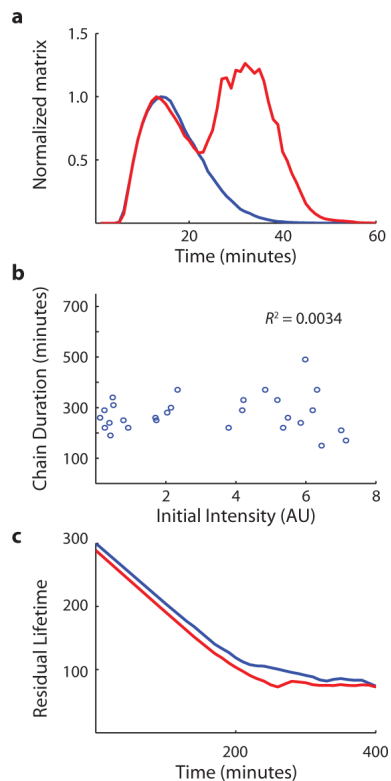 a
1.5
1.0
0.5
Normalized matrix
20
40
60
Time (minutes)
b
700
500
300
100
Chain Duration (minutes)
R² = 0.0034
2
4
6
8
Initial Intensity (AU)
c
300
200
100
Residual Lifetime
200
400
Time (minutes)